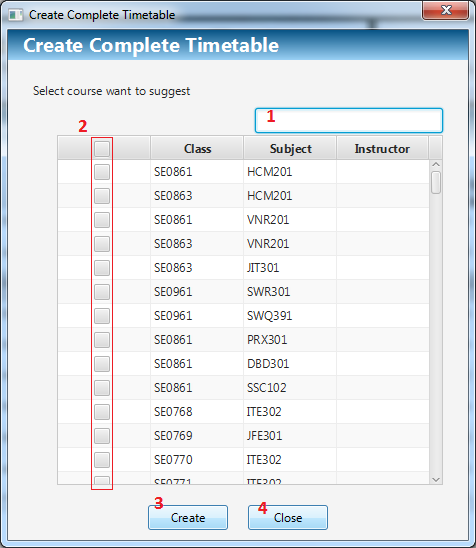 Create Complete Timetable
Create Complete Timetable
Select course want to suggest
1
2
Class Subject Instructor
SE0861 HCM201
SE0863 HCM201
SE0861 VNR201
SE0863 VNR201
SE0863 JIT301
SE0961 SWR301
SE0961 SWQ391
SE0861 PRX301
SE0861 DBD301
SE0861 SSC102
SE0768 ITE302
SE0769 JFE301
SE0770 ITE302
SE0771 ITE302
3 4
Create Close